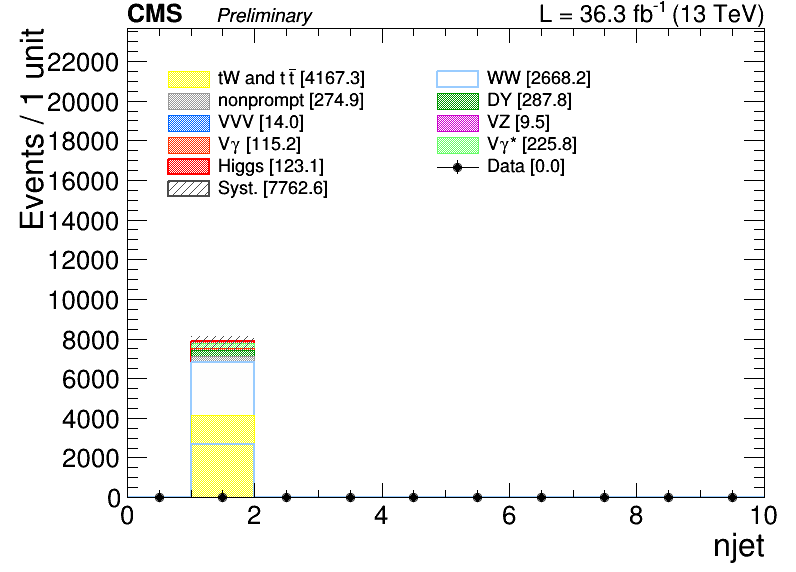 CMS Preliminary L = 36.3 fb⁻¹ (13 TeV)
Events / 1 unit
22000
20000
18000
16000
14000
12000
10000
8000
6000
4000
2000
0
tW and tt̄ [4167.3]
nonprompt [274.9]
VVV [14.0]
Vγ [115.2]
Higgs [123.1]
Syst. [7762.6]
WW [2668.2]
DY [287.8]
VZ [9.5]
Vγ* [225.8]
Data [0.0]
0 2 4 6 8 10
njet